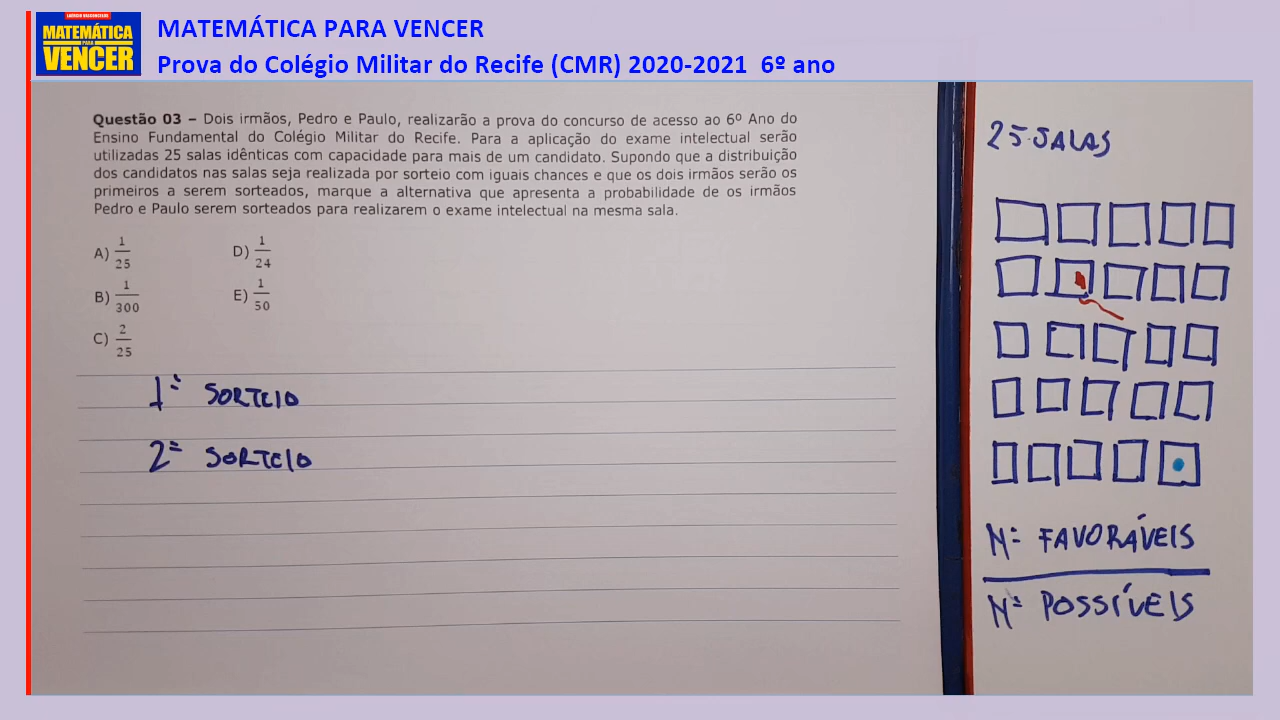 LAÉRCIO VASCONCELOS
MATEMÁTICA
PARA
VENCER
MATEMÁTICA PARA VENCER
Prova do Colégio Militar do Recife (CMR) 2020-2021 6º ano
Questão 03 – Dois irmãos, Pedro e Paulo, realizarão a prova do concurso de acesso ao 6º Ano do
Ensino Fundamental do Colégio Militar do Recife. Para a aplicação do exame intelectual serão
utilizadas 25 salas idênticas com capacidade para mais de um candidato. Supondo que a distribuição
dos candidatos nas salas seja realizada por sorteio com iguais chances e que os dois irmãos serão os
primeiros a serem sorteados, marque a alternativa que apresenta a probabilidade de os irmãos
Pedro e Paulo serem sorteados para realizarem o exame intelectual na mesma sala.
A) 1/25
B) 1/300
C) 2/25
D) 1/24
E) 1/50
1º SORTEIO
2º SORTEIO
25 SALAS
Nº FAVORÁVEIS
Nº POSSÍVEIS